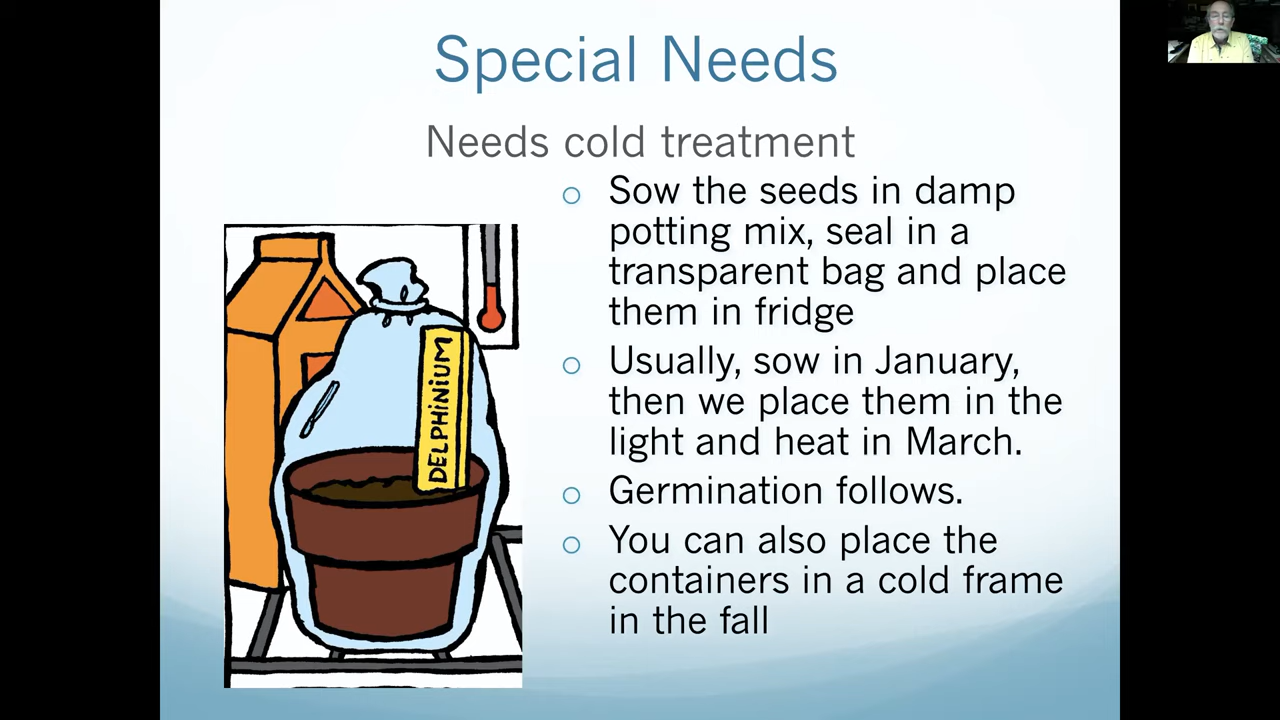 Special Needs
Needs cold treatment
○ Sow the seeds in damp
potting mix, seal in a
transparent bag and place
them in fridge
○ Usually, sow in January,
then we place them in the
light and heat in March.
○ Germination follows.
○ You can also place the
containers in a cold frame
in the fall
DELPHINIUM